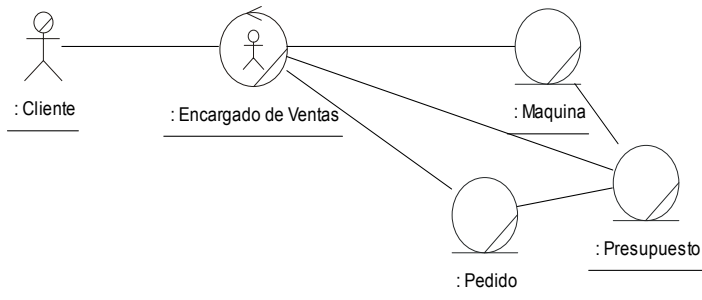 : Cliente
: Encargado de Ventas
: Maquina
: Presupuesto
: Pedido